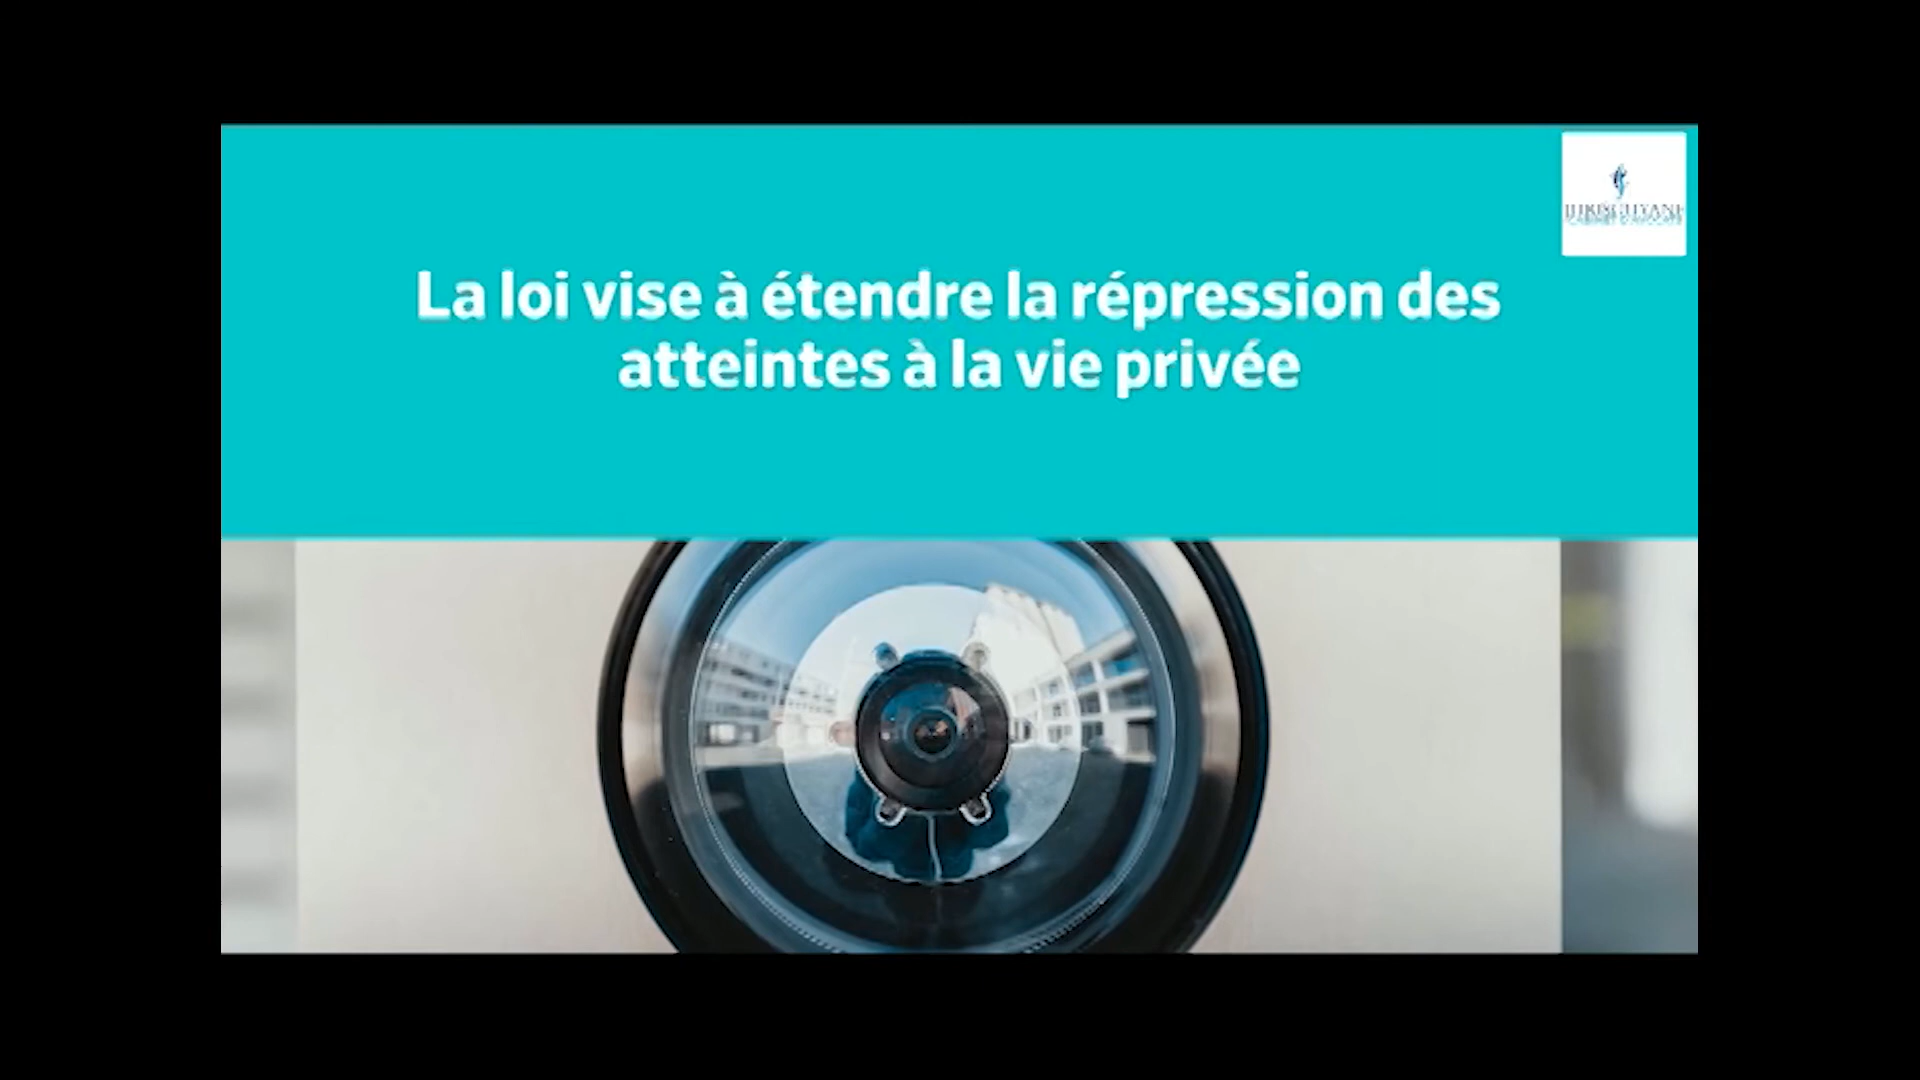 La loi vise à étendre la répression des
atteintes à la vie privée